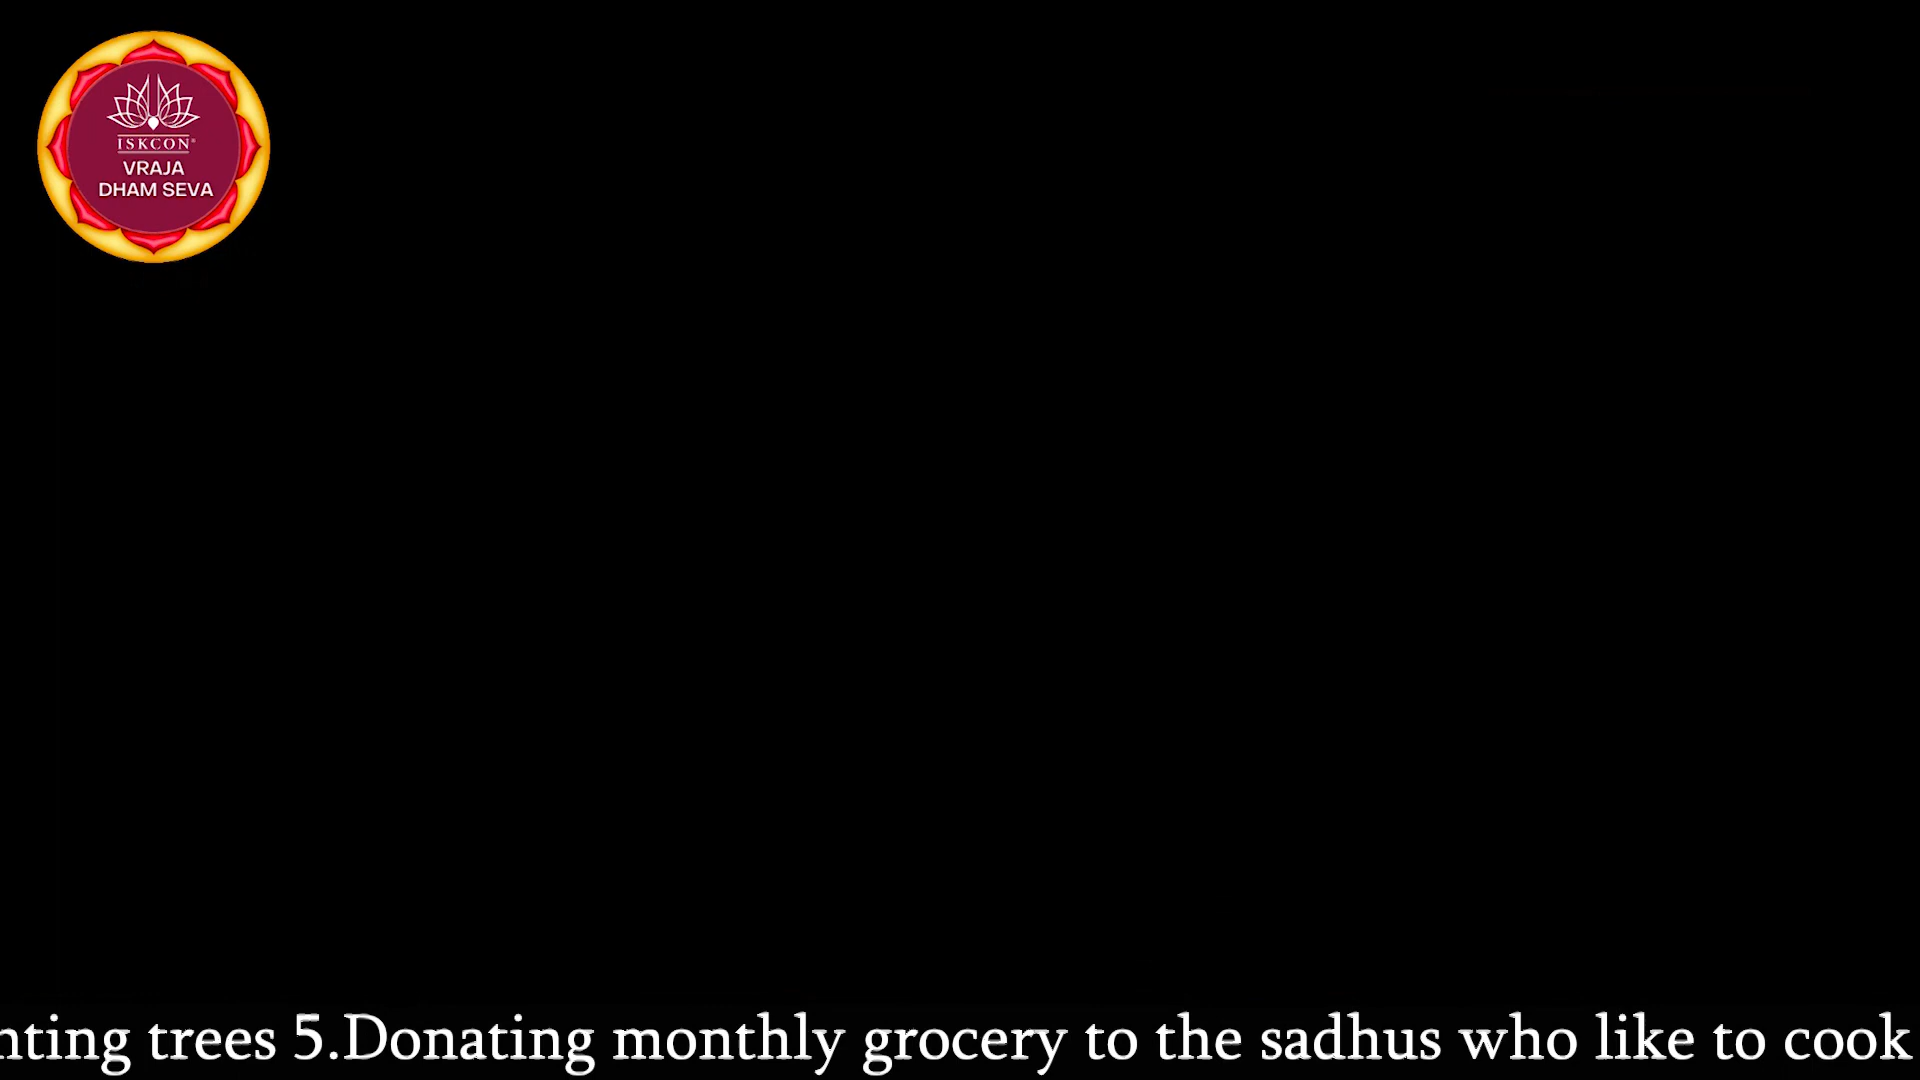 ISKCON®
VRAJA
DHAM SEVA
nting trees 5.Donating monthly grocery to the sadhus who like to cook